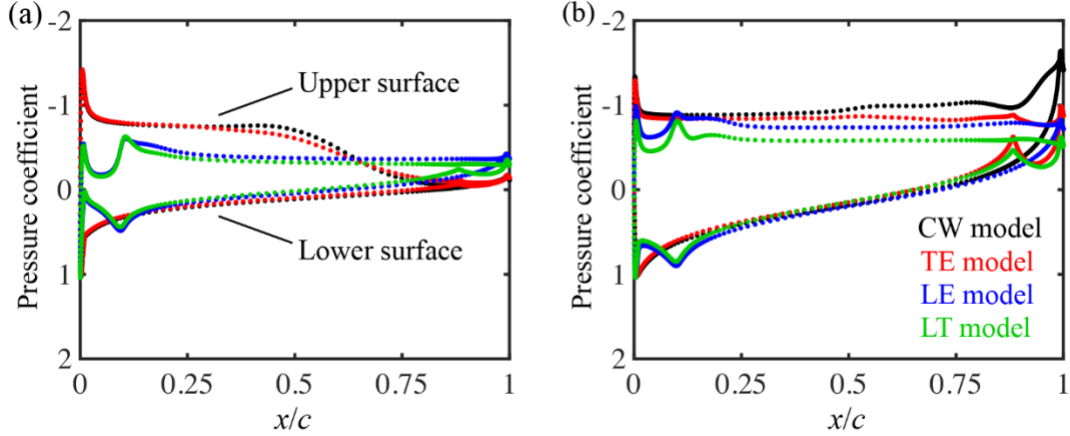 (a)
-2
-1
0
1
2
Pressure coefficient
Upper surface
Lower surface
0
0.25
0.5
0.75
1
x/c
(b)
-2
-1
0
1
2
Pressure coefficient
CW model
TE model
LE model
LT model
0
0.25
0.5
0.75
1
x/c